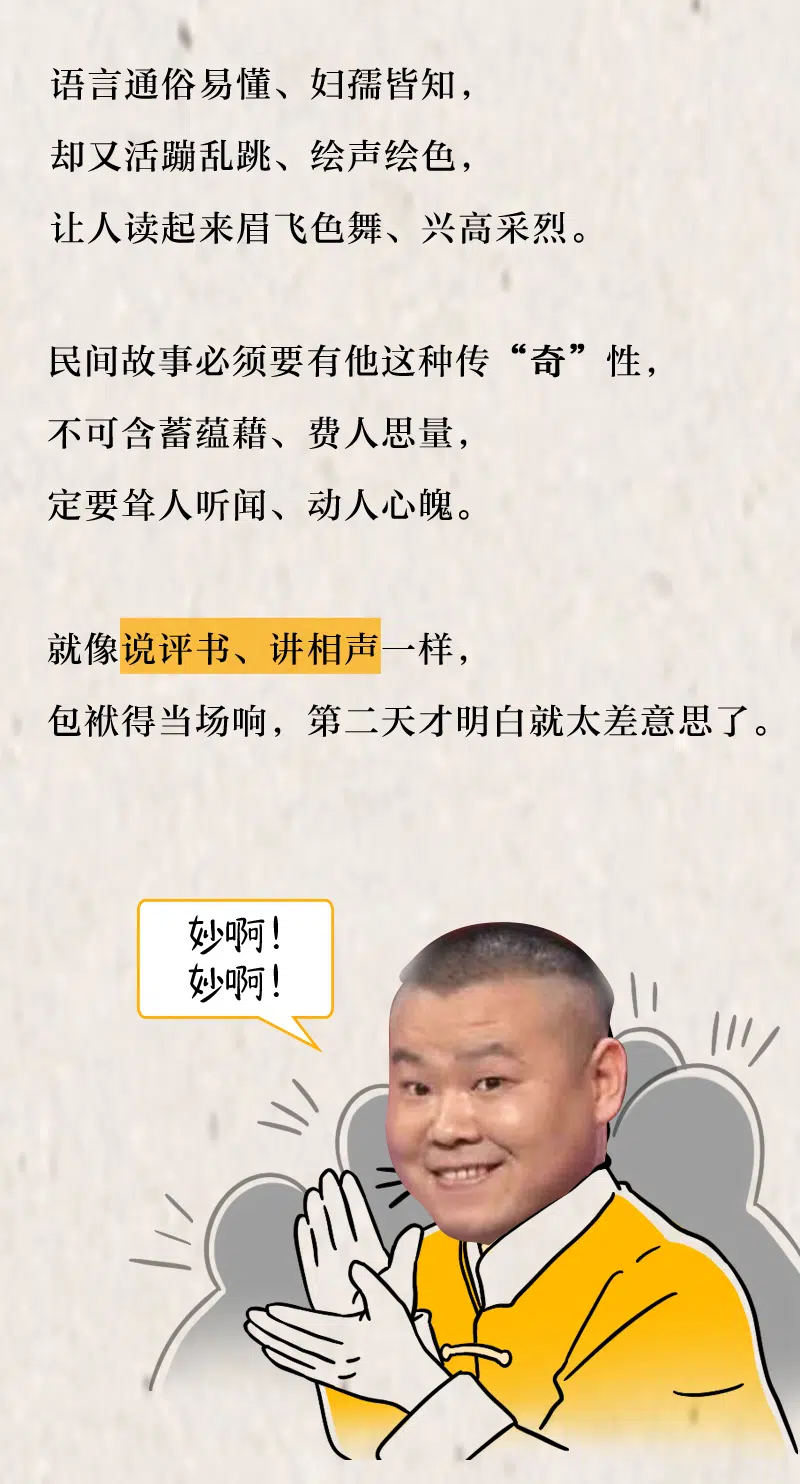 语言通俗易懂、妇孺皆知，
却又活蹦乱跳、绘声绘色，
让人读起来眉飞色舞、兴高采烈。
民间故事必须要有他这种传“奇”性，
不可含蓄蕴藉、费人思量，
定要耸人听闻、动人心魄。
就像说评书、讲相声一样，
包袱得当场响，第二天才明白就太差意思了。
妙啊！
妙啊！